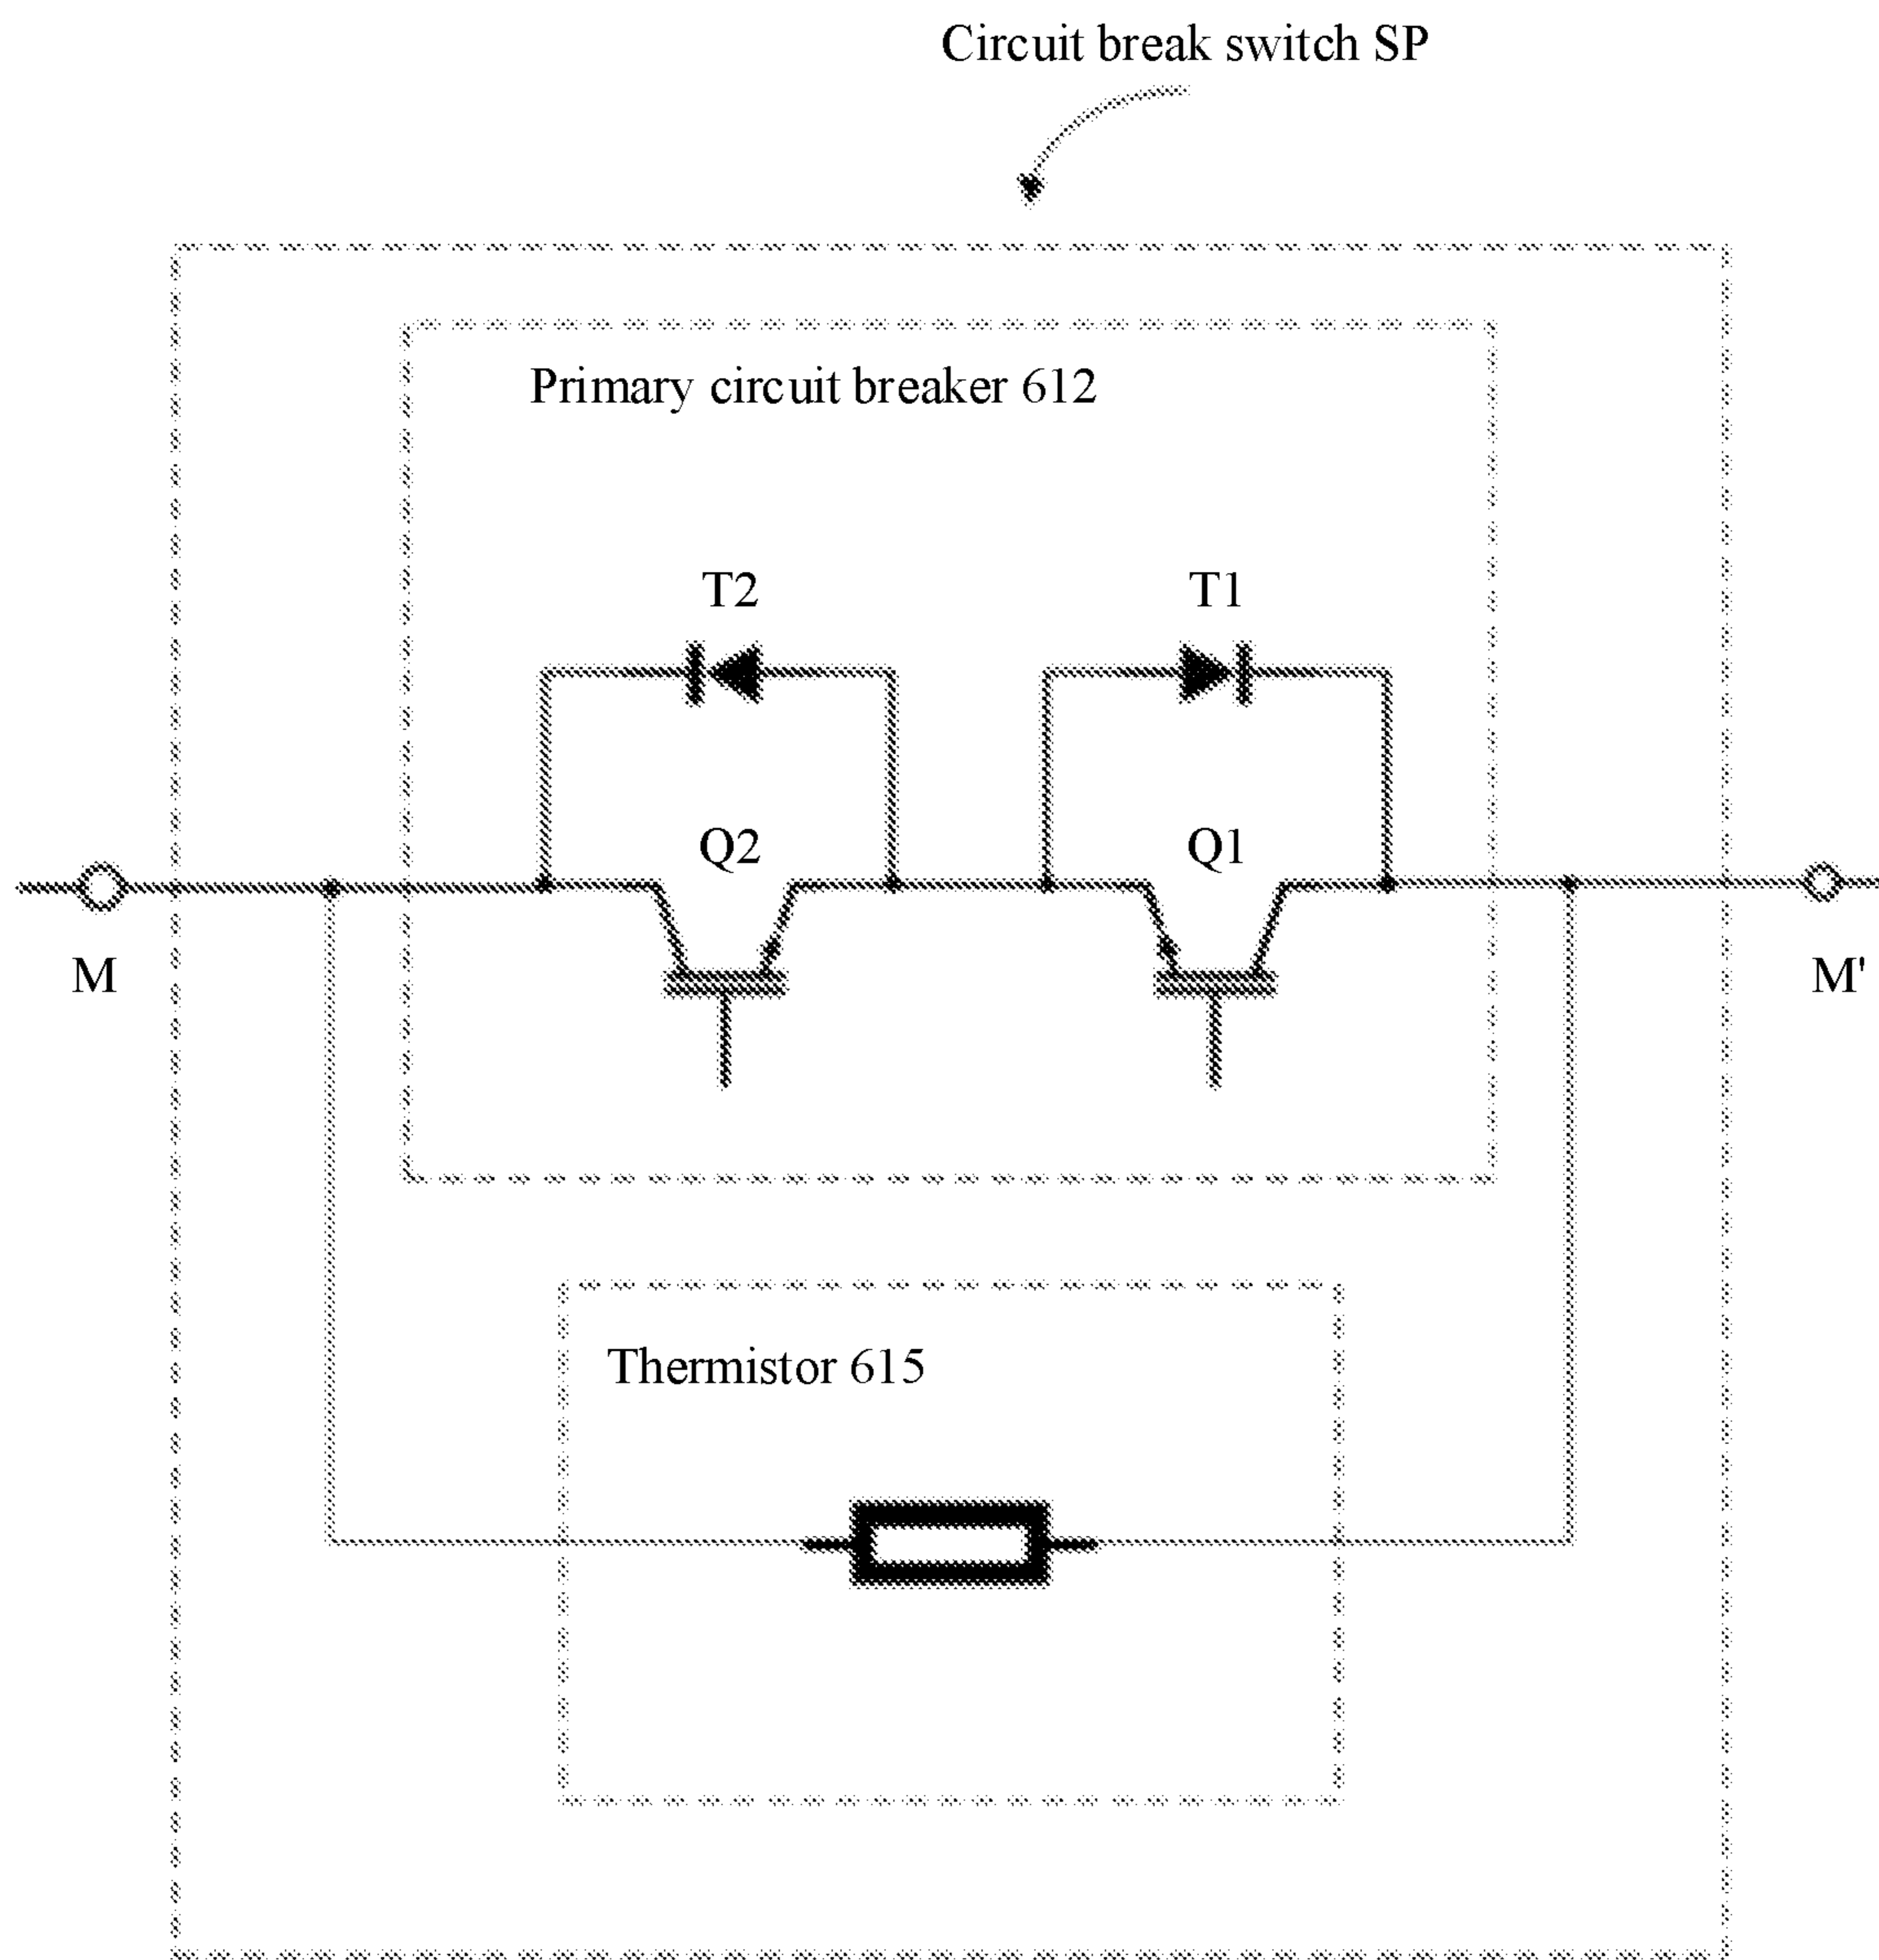 Circuit break switch SP
Primary circuit breaker 612
T2
T1
Q2
Q1
M
M'
Thermistor 615